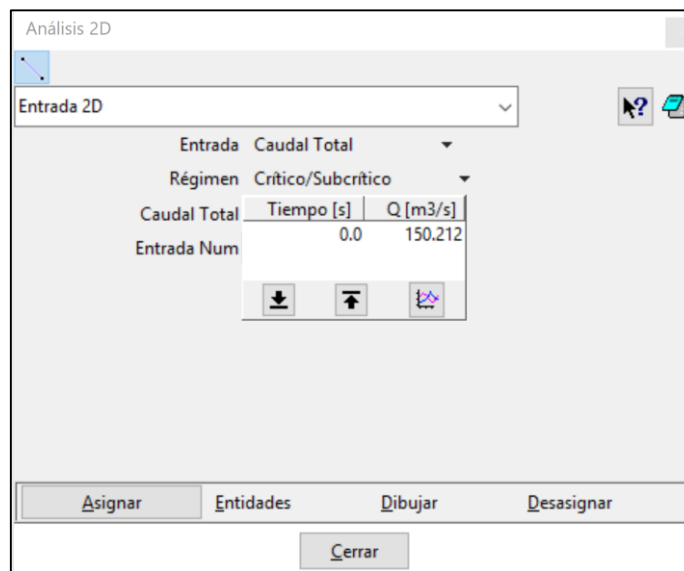 Análisis 2D
Entrada 2D
?
Entrada Caudal Total
Régimen Crítico/Subcrítico
Caudal Total Tiempo [s] Q [m3/s]
0.0 150.212
Entrada Num
Asignar Entidades Dibujar Desasignar
Cerrar